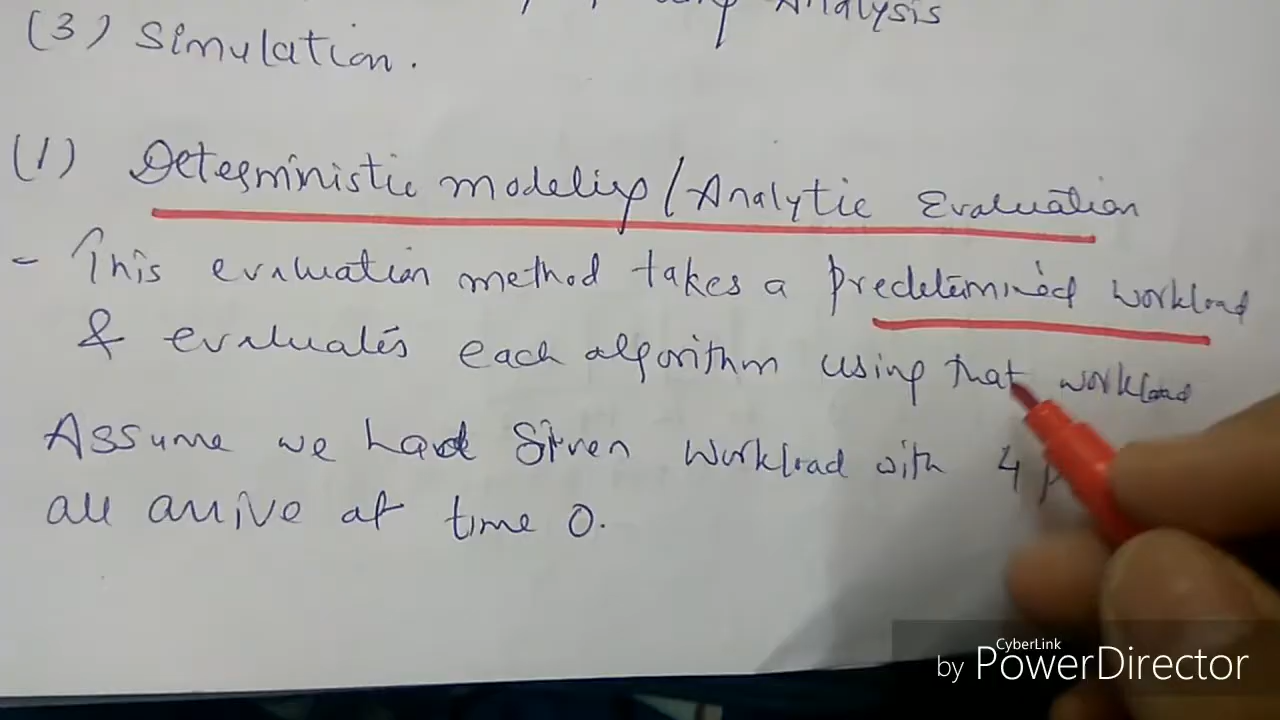 Analysis
(3) Simulation.
(1) Deterministic modeling/Analytic Evaluation
- This evaluation method takes a predetermined workload
& evaluates each algorithm using that workload
Assume we have given workload with 4
all arrive at time 0.
CyberLink
by PowerDirector